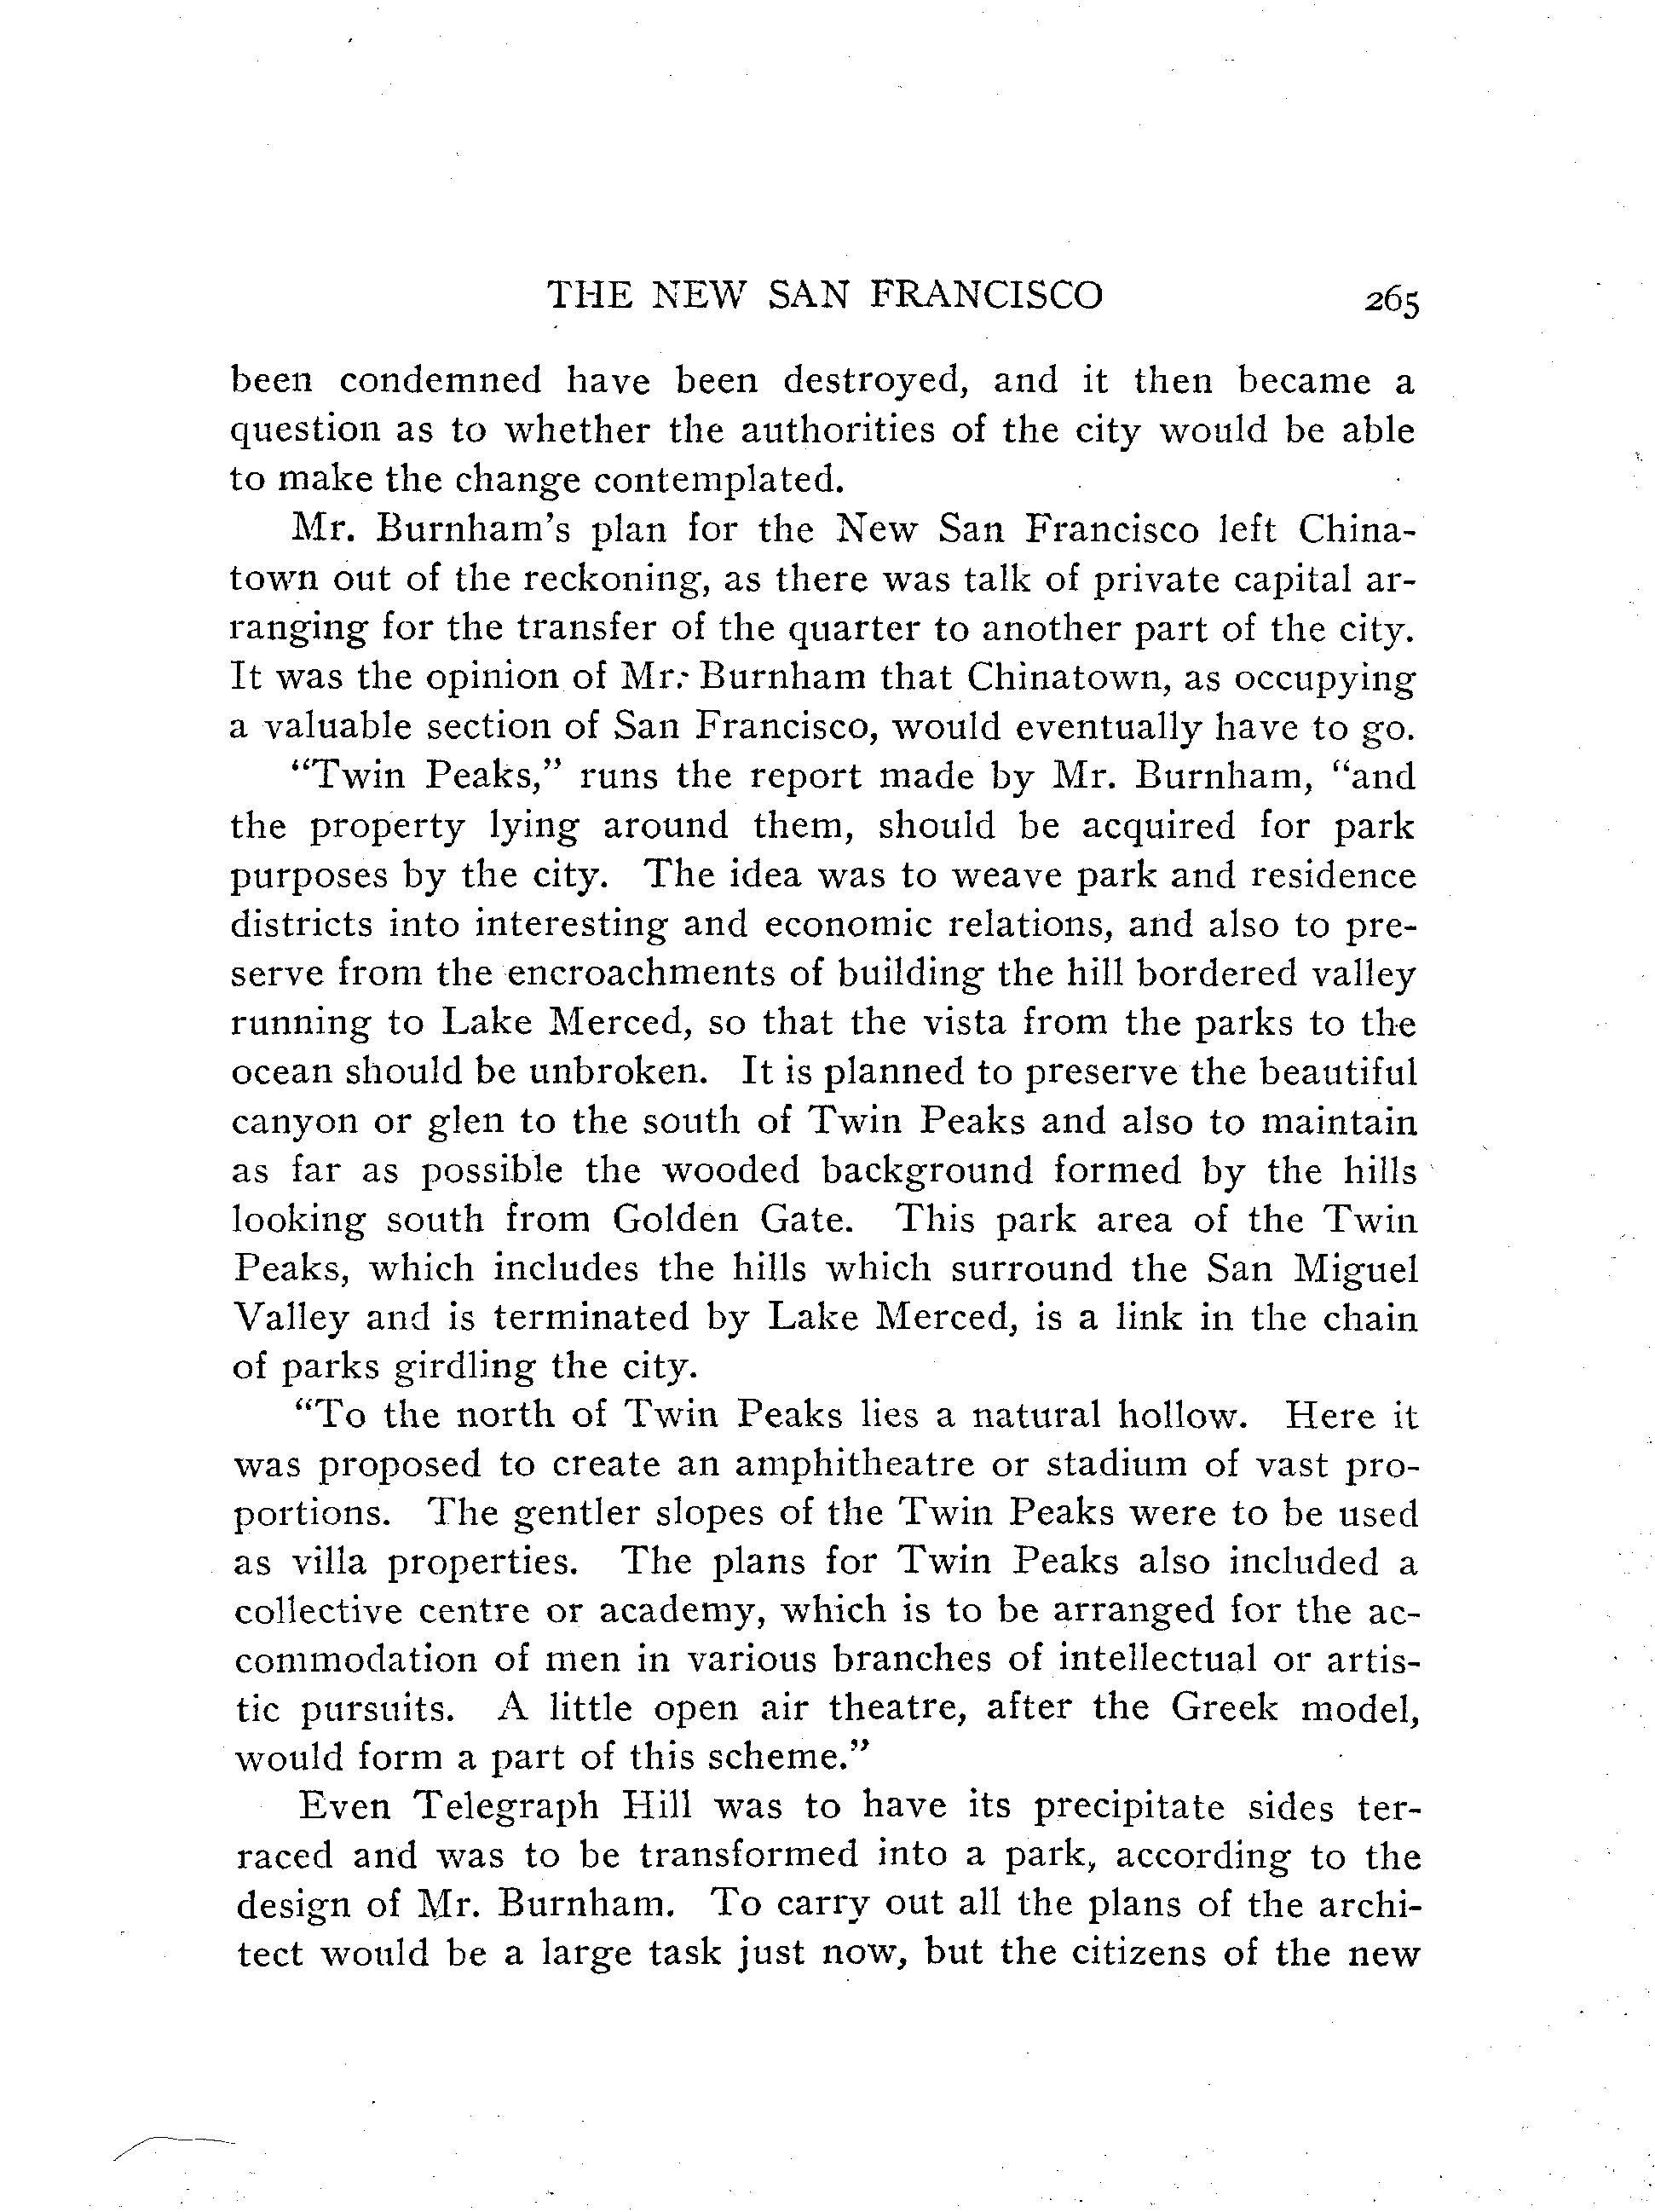 THE NEW SAN FRANCISCO 265
been condemned have been destroyed, and it then became a
question as to whether the authorities of the city would be able
to make the change contemplated.
Mr. Burnham's plan for the New San Francisco left China-
town out of the reckoning, as there was talk of private capital ar-
ranging for the transfer of the quarter to another part of the city.
It was the opinion of Mr. Burnham that Chinatown, as occupying
a valuable section of San Francisco, would eventually have to go.
“Twin Peaks,” runs the report made by Mr. Burnham, “and
the property lying around them, should be acquired for park
purposes by the city. The idea was to weave park and residence
districts into interesting and economic relations, and also to pre-
serve from the encroachments of building the hill bordered valley
running to Lake Merced, so that the vista from the parks to the
ocean should be unbroken. It is planned to preserve the beautiful
canyon or glen to the south of Twin Peaks and also to maintain
as far as possible the wooded background formed by the hills
looking south from Golden Gate. This park area of the Twin
Peaks, which includes the hills which surround the San Miguel
Valley and is terminated by Lake Merced, is a link in the chain
of parks girdling the city.
“To the north of Twin Peaks lies a natural hollow. Here it
was proposed to create an amphitheatre or stadium of vast pro-
portions. The gentler slopes of the Twin Peaks were to be used
as villa properties. The plans for Twin Peaks also included a
collective centre or academy, which is to be arranged for the ac-
commodation of men in various branches of intellectual or artis-
tic pursuits. A little open air theatre, after the Greek model,
would form a part of this scheme.”
Even Telegraph Hill was to have its precipitate sides ter-
raced and was to be transformed into a park, according to the
design of Mr. Burnham. To carry out all the plans of the archi-
tect would be a large task just now, but the citizens of the new